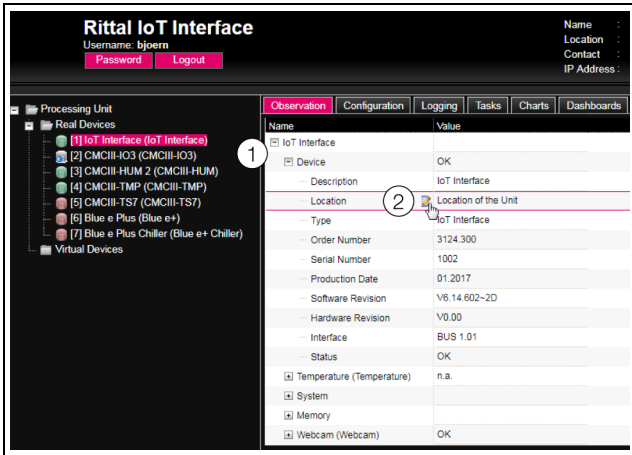 Rittal IoT Interface
Username: bjoern
Password Logout
Name :
Location :
Contact :
IP Address :
Processing Unit
Real Devices
[1] IoT Interface (IoT Interface)
[2] CMCIII-IO3 (CMCIII-IO3)
[3] CMCIII-HUM 2 (CMCIII-HUM)
[4] CMCIII-TMP (CMCIII-TMP)
[5] CMCIII-TS7 (CMCIII-TS7)
[6] Blue e Plus (Blue e+)
[7] Blue e Plus Chiller (Blue e+ Chiller)
Virtual Devices
Observation Configuration Logging Tasks Charts Dashboards
Name Value
1 IoT Interface
Device OK
Description IoT Interface
Location 2 Location of the Unit
Type IoT Interface
Order Number 3124.300
Serial Number 1002
Production Date 01.2017
Software Revision V6.14.602~2D
Hardware Revision V0.00
Interface BUS 1.01
Status OK
Temperature (Temperature) n.a.
System
Memory
Webcam (Webcam) OK